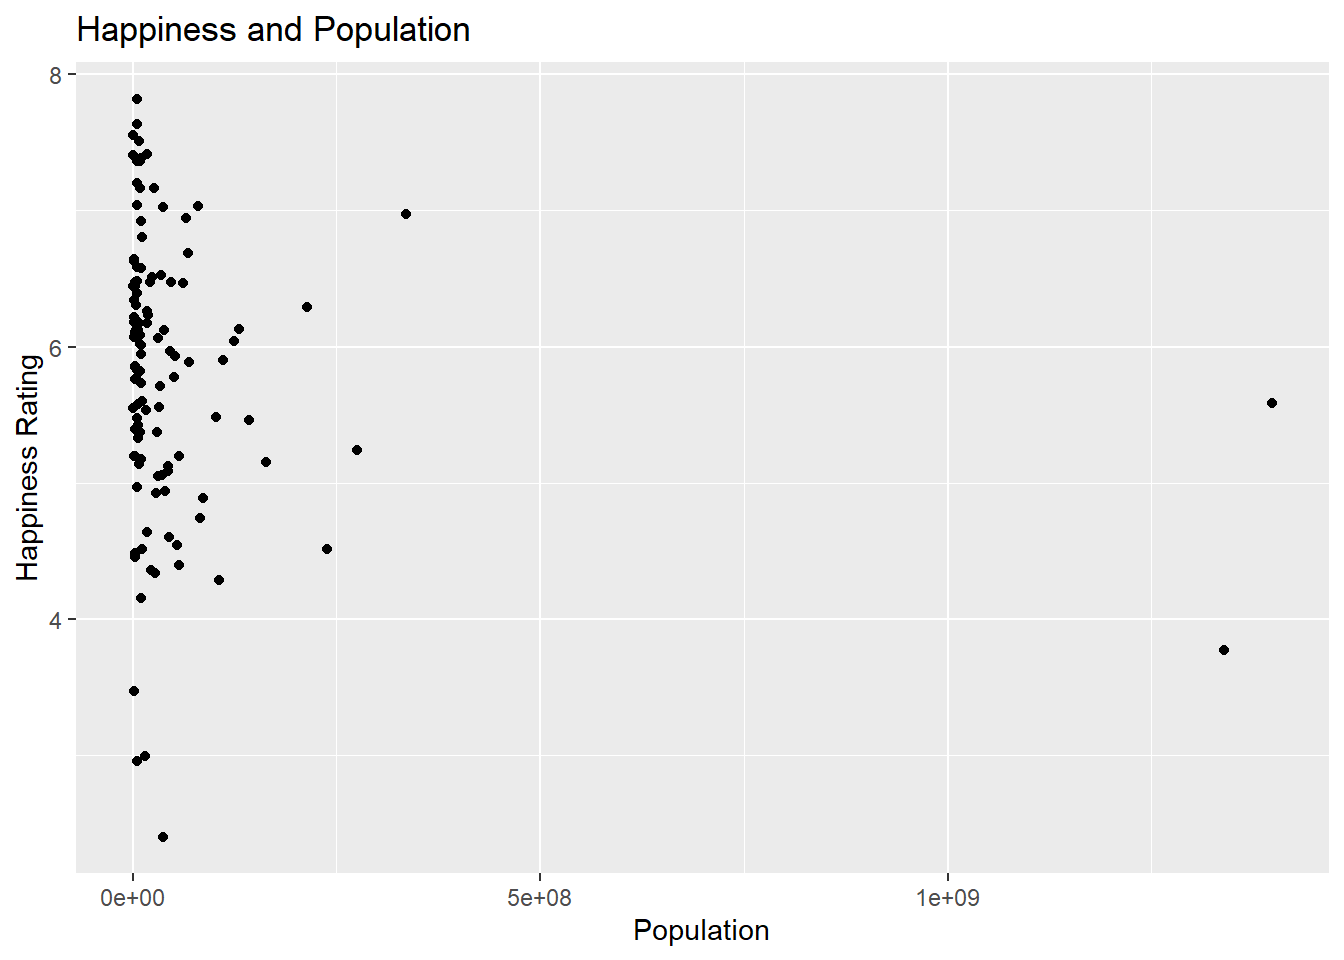 Happiness and Population
8
6
4
Happiness Rating
0e+00
5e+08
1e+09
Population